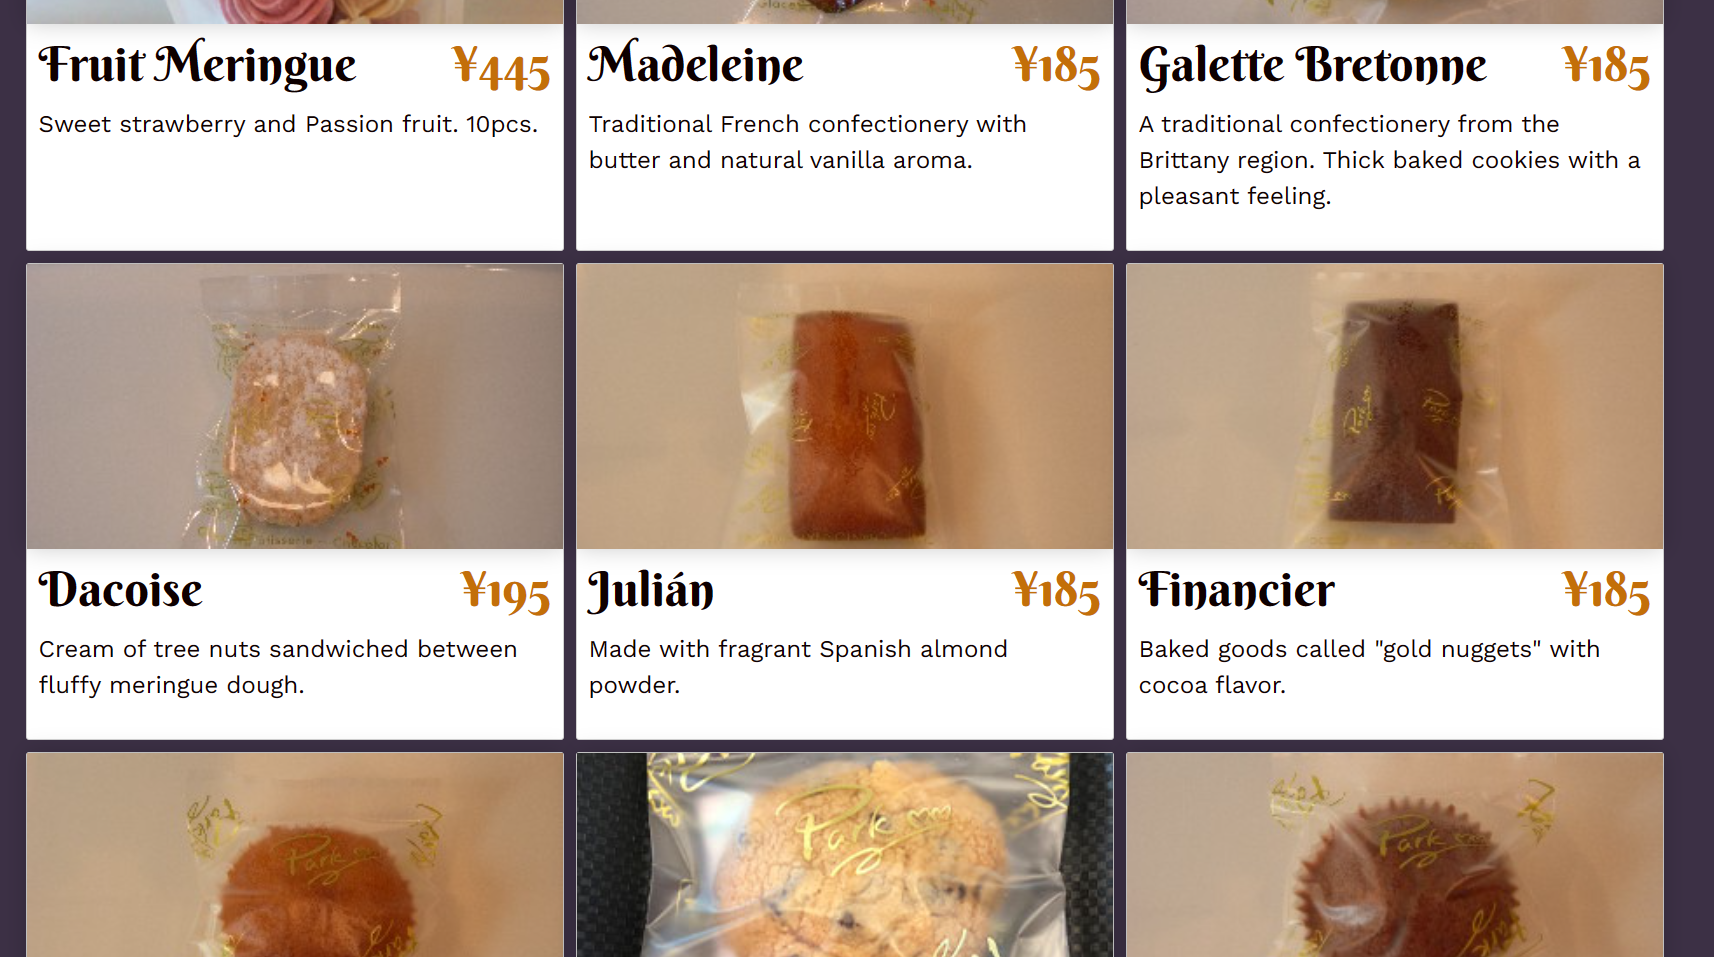 Fruit Meringue ¥445
Sweet strawberry and Passion fruit. 10pcs.
Madeleine ¥185
Traditional French confectionery with
butter and natural vanilla aroma.
Galette Bretonne ¥185
A traditional confectionery from the
Brittany region. Thick baked cookies with a
pleasant feeling.
Dacoise ¥195
Cream of tree nuts sandwiched between
fluffy meringue dough.
Julián ¥185
Made with fragrant Spanish almond
powder.
Financier ¥185
Baked goods called "gold nuggets" with
cocoa flavor.
Park
Park
Park